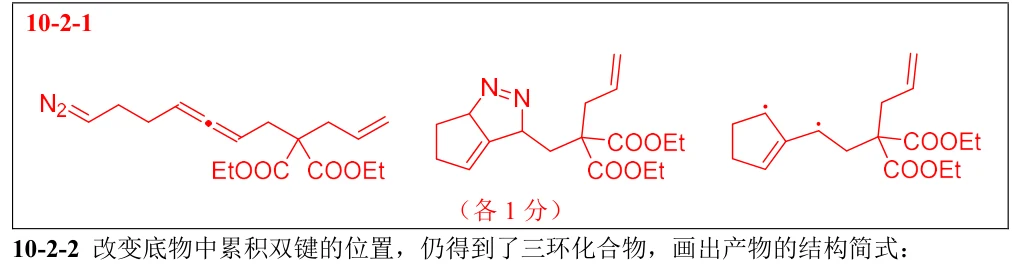 10-2-1
N2
EtOOC COOEt
N N
COOEt
COOEt
COOEt
COOEt
（各 1 分）
10-2-2 改变底物中累积双键的位置，仍得到了三环化合物，画出产物的结构简式：